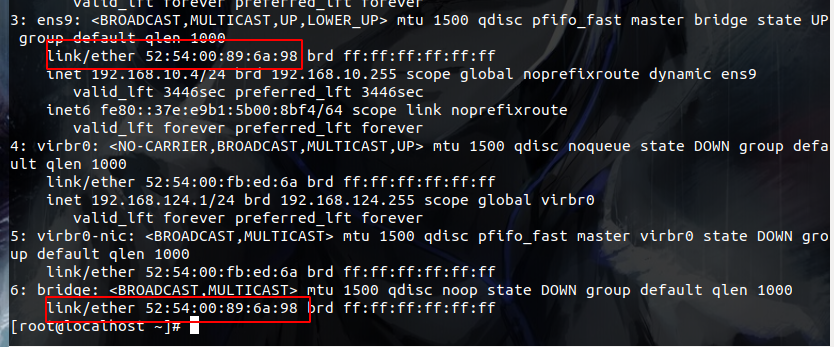 valid_lft forever preferred_lft forever
3: ens9: <BROADCAST,MULTICAST,UP,LOWER_UP> mtu 1500 qdisc pfifo_fast master bridge state UP
group default qlen 1000
link/ether 52:54:00:89:6a:98 brd ff:ff:ff:ff:ff:ff
inet 192.168.10.4/24 brd 192.168.10.255 scope global noprefixroute dynamic ens9
valid_lft 3446sec preferred_lft 3446sec
inet6 fe80::37e:e9b1:5b00:8bf4/64 scope link noprefixroute
valid_lft forever preferred_lft forever
4: virbr0: <NO-CARRIER,BROADCAST,MULTICAST,UP> mtu 1500 qdisc noqueue state DOWN group defa
ult qlen 1000
link/ether 52:54:00:fb:ed:6a brd ff:ff:ff:ff:ff:ff
inet 192.168.124.1/24 brd 192.168.124.255 scope global virbr0
valid_lft forever preferred_lft forever
5: virbr0-nic: <BROADCAST,MULTICAST> mtu 1500 qdisc pfifo_fast master virbr0 state DOWN gro
up default qlen 1000
link/ether 52:54:00:fb:ed:6a brd ff:ff:ff:ff:ff:ff
6: bridge: <BROADCAST,MULTICAST> mtu 1500 qdisc noop state DOWN group default qlen 1000
link/ether 52:54:00:89:6a:98 brd ff:ff:ff:ff:ff:ff
[root@localhost ~]#